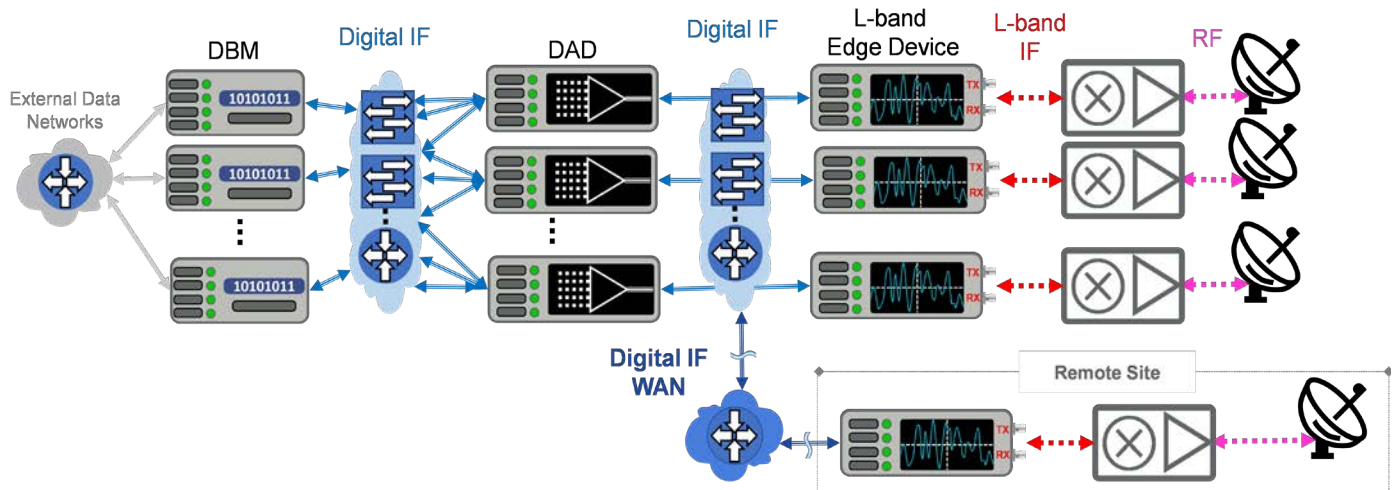 DBM
Digital IF
DAD
Digital IF
L-band
Edge Device
L-band
IF
RF
External Data
Networks
10101011
TX
RX
10101011
TX
RX
10101011
TX
RX
Digital IF
WAN
Remote Site
TX
RX